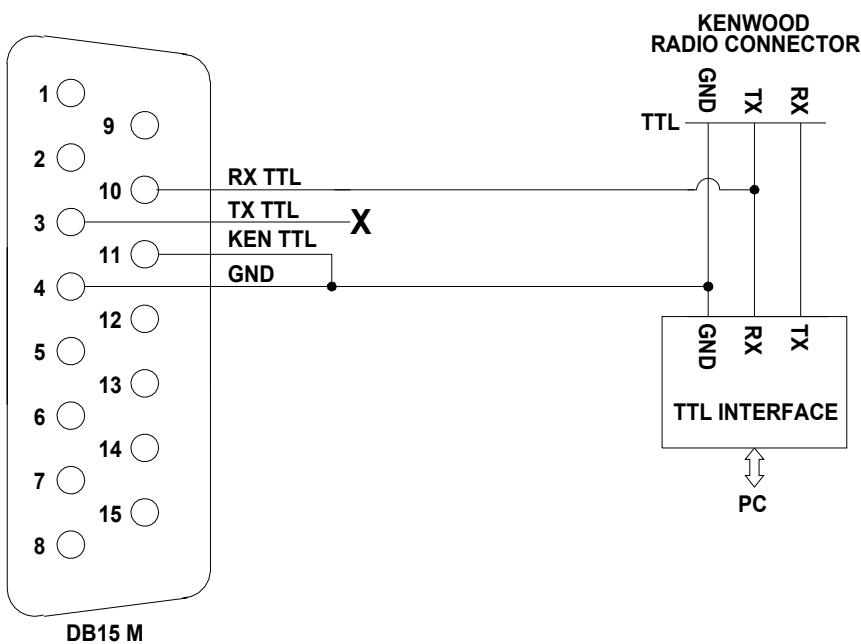 KENWOOD
RADIO CONNECTOR
GND TX RX
TTL
1
9
2
10 RX TTL
3 TX TTL X
11 KEN TTL
4 GND
12
5
13
6
14
7
15
8
GND RX TX
TTL INTERFACE
PC
DB15 M